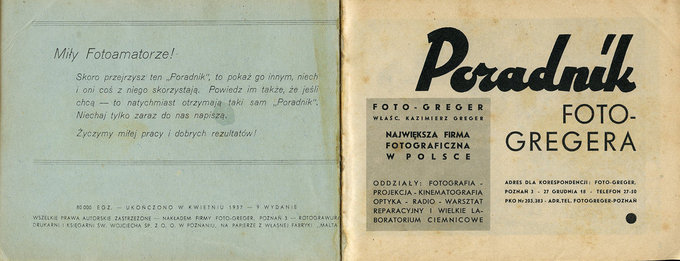 Miły Fotoamatorze!
Skoro przejrzysz ten „Poradnik", to pokaż go innym, niech
i oni coś z niego skorzystają. Powiedz im także, że jeśli
chcą — to natychmiast otrzymają taki sam „Poradnik".
Niechaj tylko zaraz do nas napiszą.
Życzymy miłej pracy i dobrych rezultatów!
80 000 EGZ. — UKOŃCZONO W KWIETNIU 1937 — 9 WYDANIE
WSZELKIE PRAWA AUTORSKIE ZASTRZEŻONE — NAKŁADEM FIRMY FOTO-GREGER, POZNAŃ 3 — ROTOGRAWURA
DRUKARNI I KSIĘGARNI ŚW. WOJCIECHA SP. Z O. O. W POZNANIU, NA PAPIERZE Z WŁASNEJ FABRYKI „MALTA
Poradnik
FOTO-
GREGERA
FOTO-GREGER
WŁAŚC. KAZIMIERZ GREGER
NAJWIĘKSZA FIRMA
FOTOGRAFICZNA
W POLSCE
ODDZIAŁY: FOTOGRAFIA -
PROJEKCJA - KINEMATOGRAFIA
OPTYKA - RADIO - WARSZTAT
REPARACYJNY I WIELKIE LA-
BORATORIUM CIEMNICOWE
ADRES DLA KORESPONDENCJI: FOTO-GREGER,
POZNAŃ 3 - 27 GRUDNIA 18 - TELEFON 27-50
PKO Nr 203,383 - ADR. TEL. FOTOGREGER-POZNAŃ